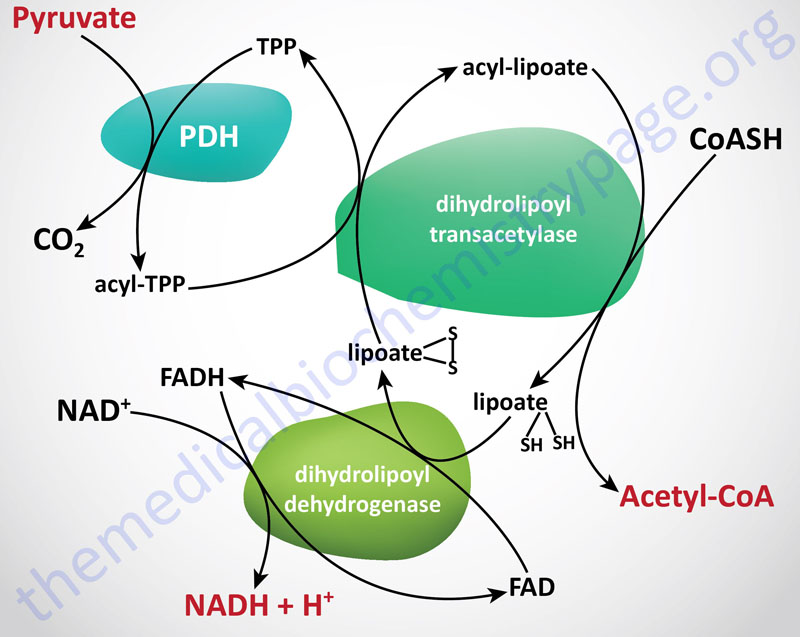 Pyruvate
TPP
acyl-lipoate
PDH
CoASH
CO2
acyl-TPP
dihydrolipoyl
transacetylase
lipoate
S
S
FADH
NAD+
lipoate
SH
SH
dihydrolipoyl
dehydrogenase
Acetyl-CoA
NADH + H+
FAD
themedicalbiochemistrypage.org